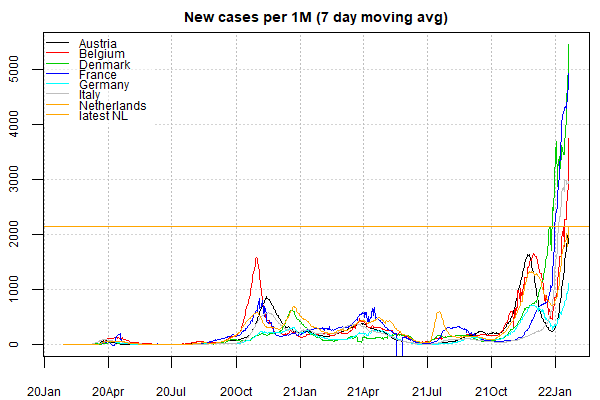 New cases per 1M (7 day moving avg)
Austria
Belgium
Denmark
France
Germany
Italy
Netherlands
latest NL
5000
4000
3000
2000
1000
0
20Jan 20Apr 20Jul 20Oct 21Jan 21Apr 21Jul 21Oct 22Jan